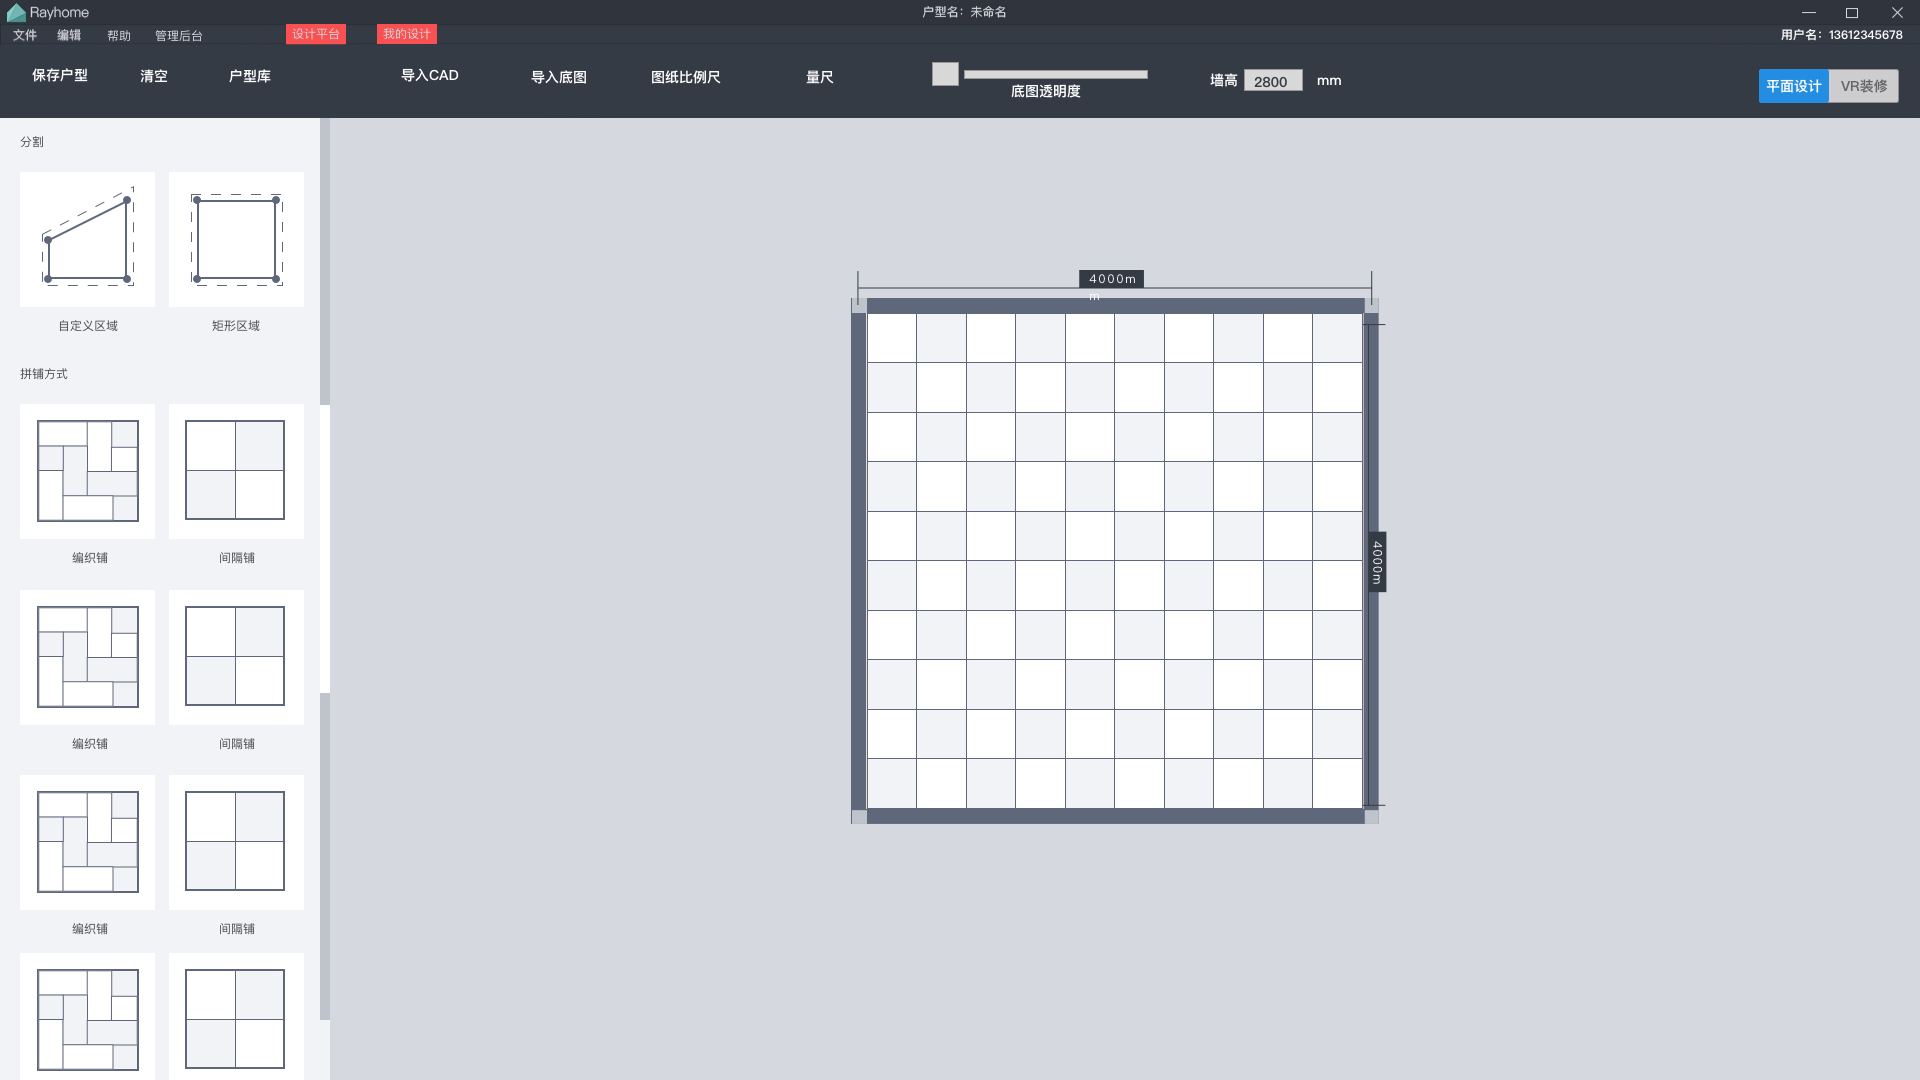 Rayhome
户型名：未命名
文件 编辑 帮助 管理后台 设计平台 我的设计
用户名：13612345678
保存户型 清空 户型库 导入CAD 导入底图 图纸比例尺 量尺
底图透明度
墙高 2800 mm
平面设计 VR装修
分割
自定义区域 矩形区域
拼铺方式
编织铺 间隔铺
编织铺 间隔铺
编织铺 间隔铺
4000m
m
4000m